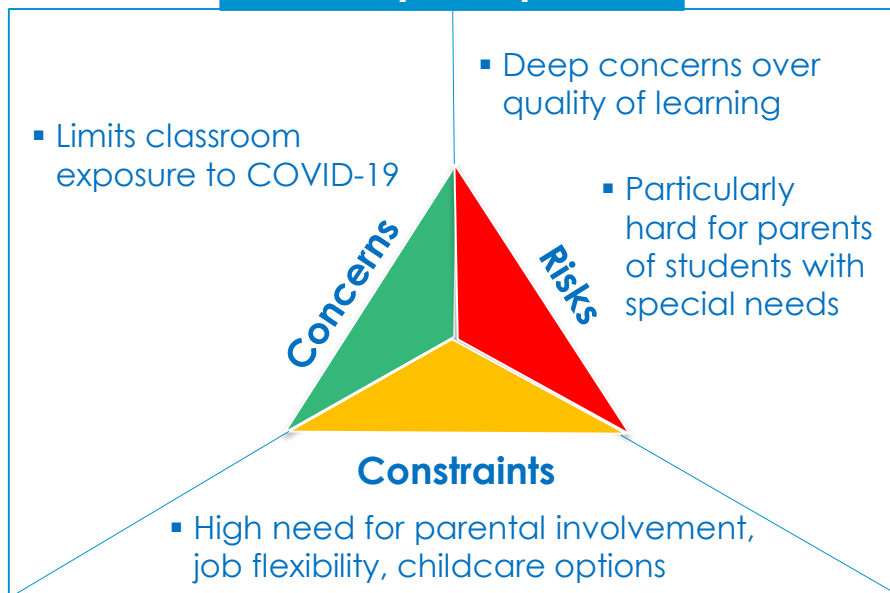 ▪ Limits classroom
exposure to COVID-19
▪ Deep concerns over
quality of learning
▪ Particularly
hard for parents
of students with
special needs
Concerns
Risks
Constraints
▪ High need for parental involvement,
job flexibility, childcare options